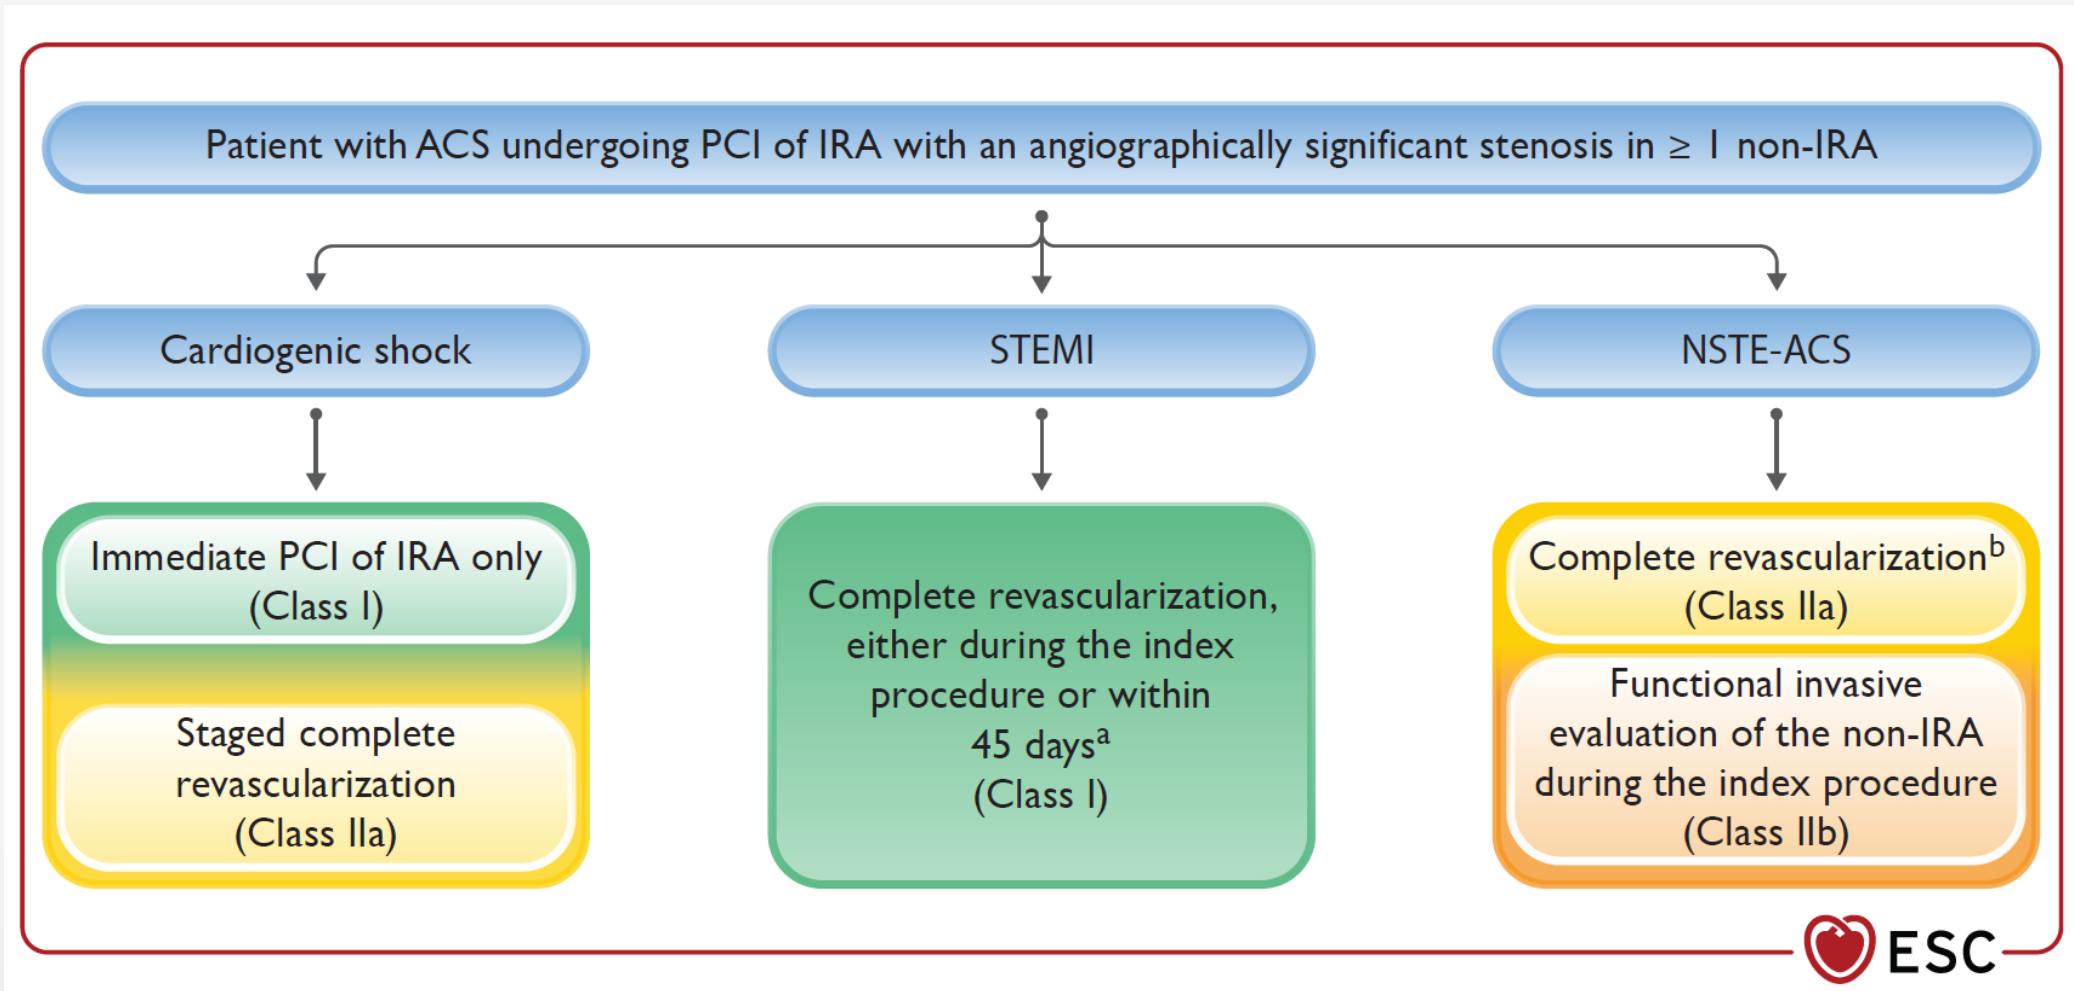 Patient with ACS undergoing PCI of IRA with an angiographically significant stenosis in ≥ 1 non-IRA
Cardiogenic shock
STEMI
NSTE-ACS
Immediate PCI of IRA only
(Class I)
Staged complete
revascularization
(Class IIa)
Complete revascularization,
either during the index
procedure or within
45 daysᵃ
(Class I)
Complete revascularizationᵇ
(Class IIa)
Functional invasive
evaluation of the non-IRA
during the index procedure
(Class IIb)
ESC